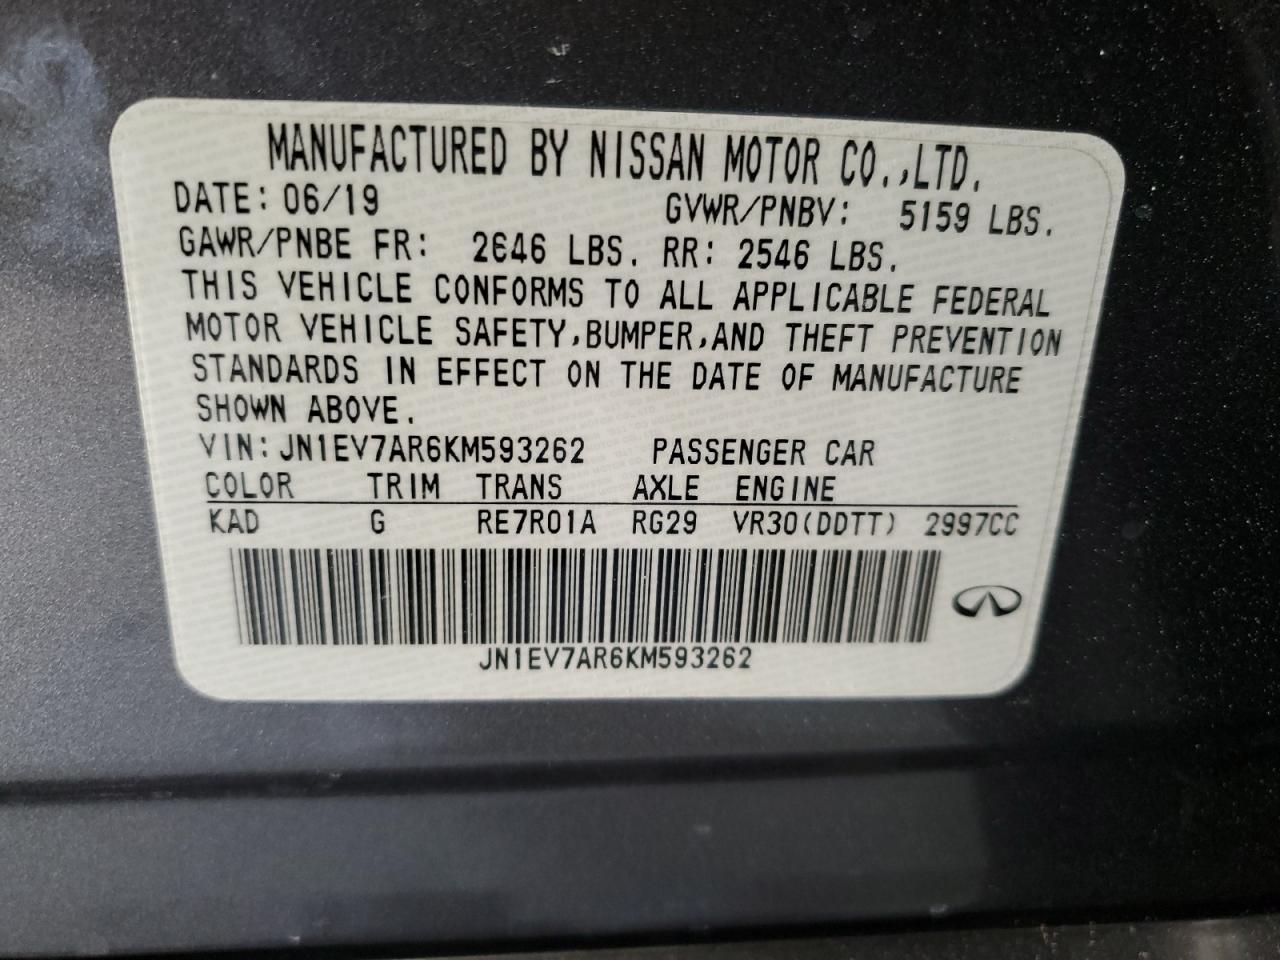 MANUFACTURED BY NISSAN MOTOR CO.,LTD.
DATE: 06/19 GVWR/PNBV: 5159 LBS.
GAWR/PNBE FR: 2646 LBS. RR: 2546 LBS.
THIS VEHICLE CONFORMS TO ALL APPLICABLE FEDERAL
MOTOR VEHICLE SAFETY,BUMPER,AND THEFT PREVENTION
STANDARDS IN EFFECT ON THE DATE OF MANUFACTURE
SHOWN ABOVE.
VIN:JN1EV7AR6KM593262 PASSENGER CAR
COLOR TRIM TRANS AXLE ENGINE
KAD G RE7R01A RG29 VR30(DDTT) 2997CC
JN1EV7AR6KM593262